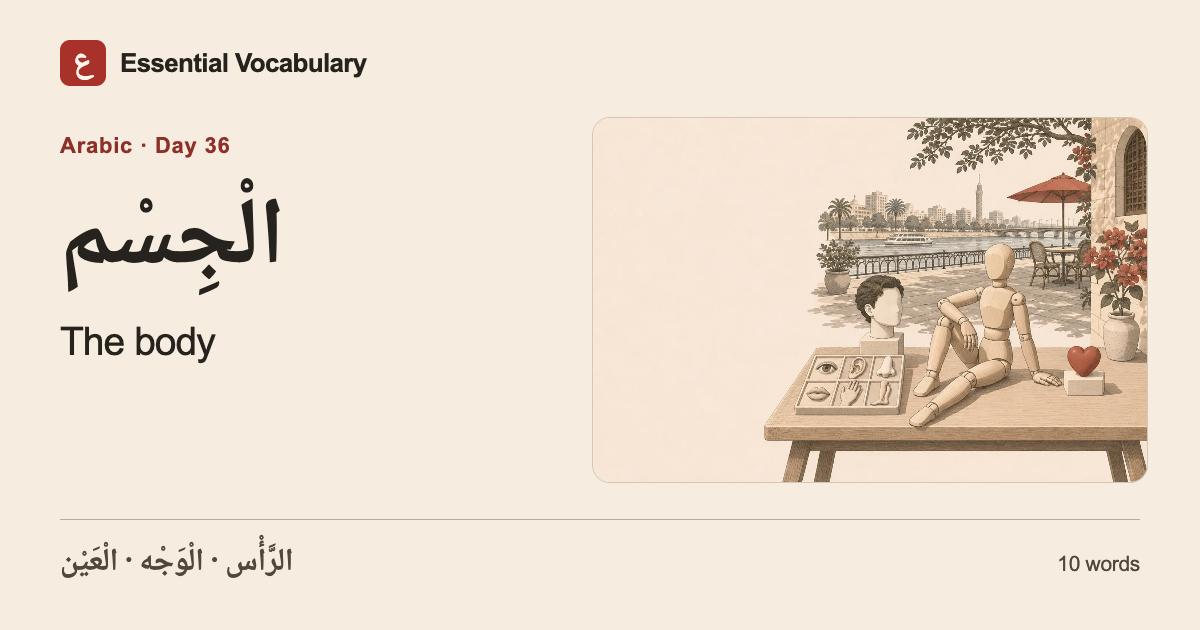 ع Essential Vocabulary
Arabic · Day 36
الْجِسْم
The body
الرَّأْس · الْوَجْه · الْعَيْن
10 words